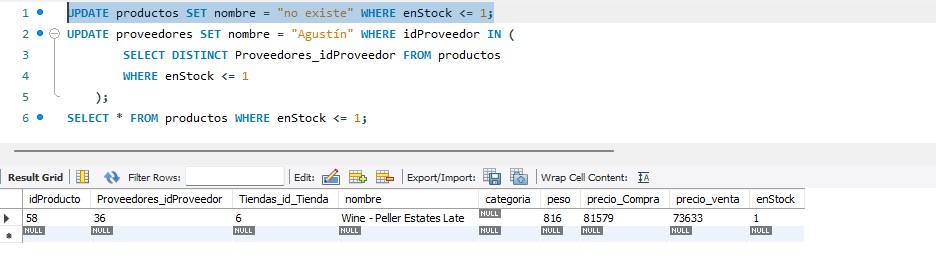 1 UPDATE productos SET nombre = "no existe" WHERE enStock <= 1;
2 UPDATE proveedores SET nombre = "Agustín" WHERE idProveedor IN (
3 SELECT DISTINCT Proveedores_idProveedor FROM productos
4 WHERE enStock <= 1
5 );
6 SELECT * FROM productos WHERE enStock <= 1;
Result Grid Filter Rows: Edit: Export/Import: Wrap Cell Content: IA
idProducto Proveedores_idProveedor Tiendas_id_Tienda nombre categoria peso precio_Compra precio_venta enStock
58 36 6 Wine - Peller Estates Late NULL 816 81579 73633 1
NULL NULL NULL NULL NULL NULL NULL NULL NULL